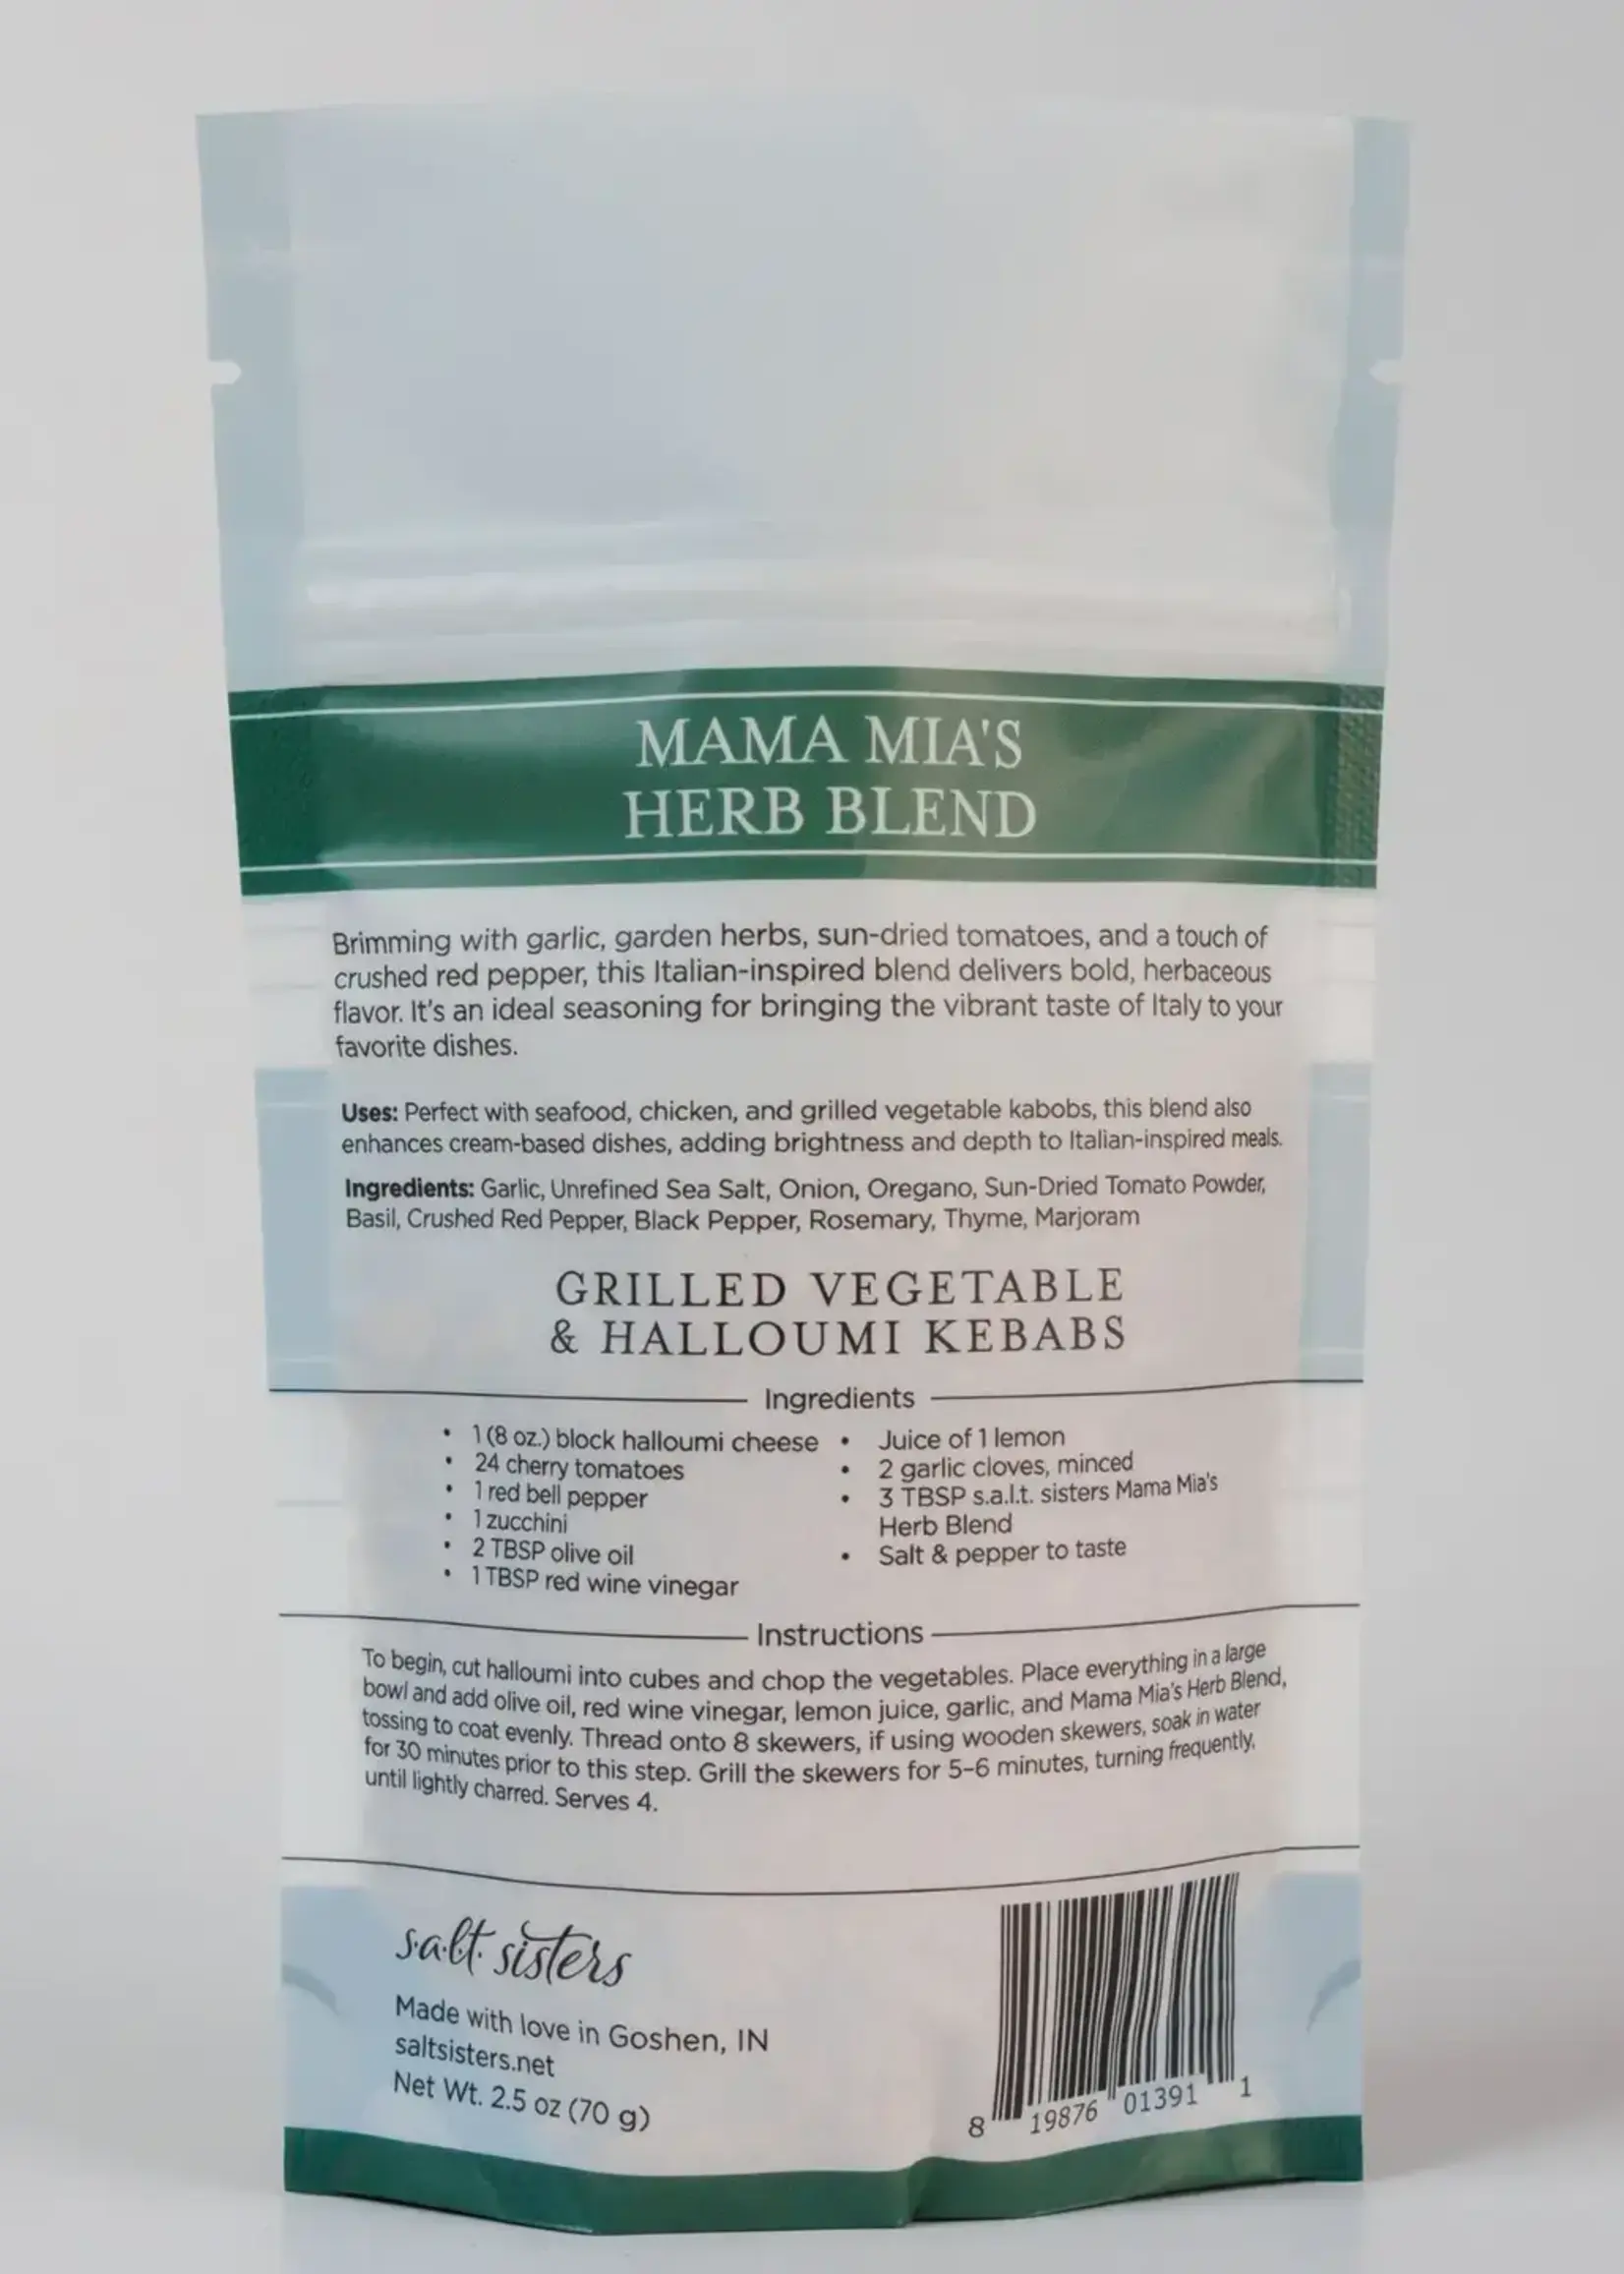 MAMA MIA'S
HERB BLEND
Brimming with garlic, garden herbs, sun-dried tomatoes, and a touch of
crushed red pepper, this Italian-inspired blend delivers bold, herbaceous
flavor. It's an ideal seasoning for bringing the vibrant taste of Italy to your
favorite dishes.
Uses: Perfect with seafood, chicken, and grilled vegetable kabobs, this blend also
enhances cream-based dishes, adding brightness and depth to Italian-inspired meals.
Ingredients: Garlic, Unrefined Sea Salt, Onion, Oregano, Sun-Dried Tomato Powder,
Basil, Crushed Red Pepper, Black Pepper, Rosemary, Thyme, Marjoram
GRILLED VEGETABLE
& HALLOUMI KEBABS
Ingredients
• 1 (8 oz.) block halloumi cheese
• 24 cherry tomatoes
• 1 red bell pepper
• 1 zucchini
• 2 TBSP olive oil
• 1 TBSP red wine vinegar
• Juice of 1 lemon
• 2 garlic cloves, minced
• 3 TBSP s.a.l.t. sisters Mama Mia's
Herb Blend
• Salt & pepper to taste
Instructions
To begin, cut halloumi into cubes and chop the vegetables. Place everything in a large
bowl and add olive oil, red wine vinegar, lemon juice, garlic, and Mama Mia's Herb Blend,
tossing to coat evenly. Thread onto 8 skewers, if using wooden skewers, soak in water
for 30 minutes prior to this step. Grill the skewers for 5-6 minutes, turning frequently,
until lightly charred. Serves 4.
s.a.l.t. sisters
Made with love in Goshen, IN
saltsisters.net
Net Wt. 2.5 oz (70 g)
8 19876 01391 1